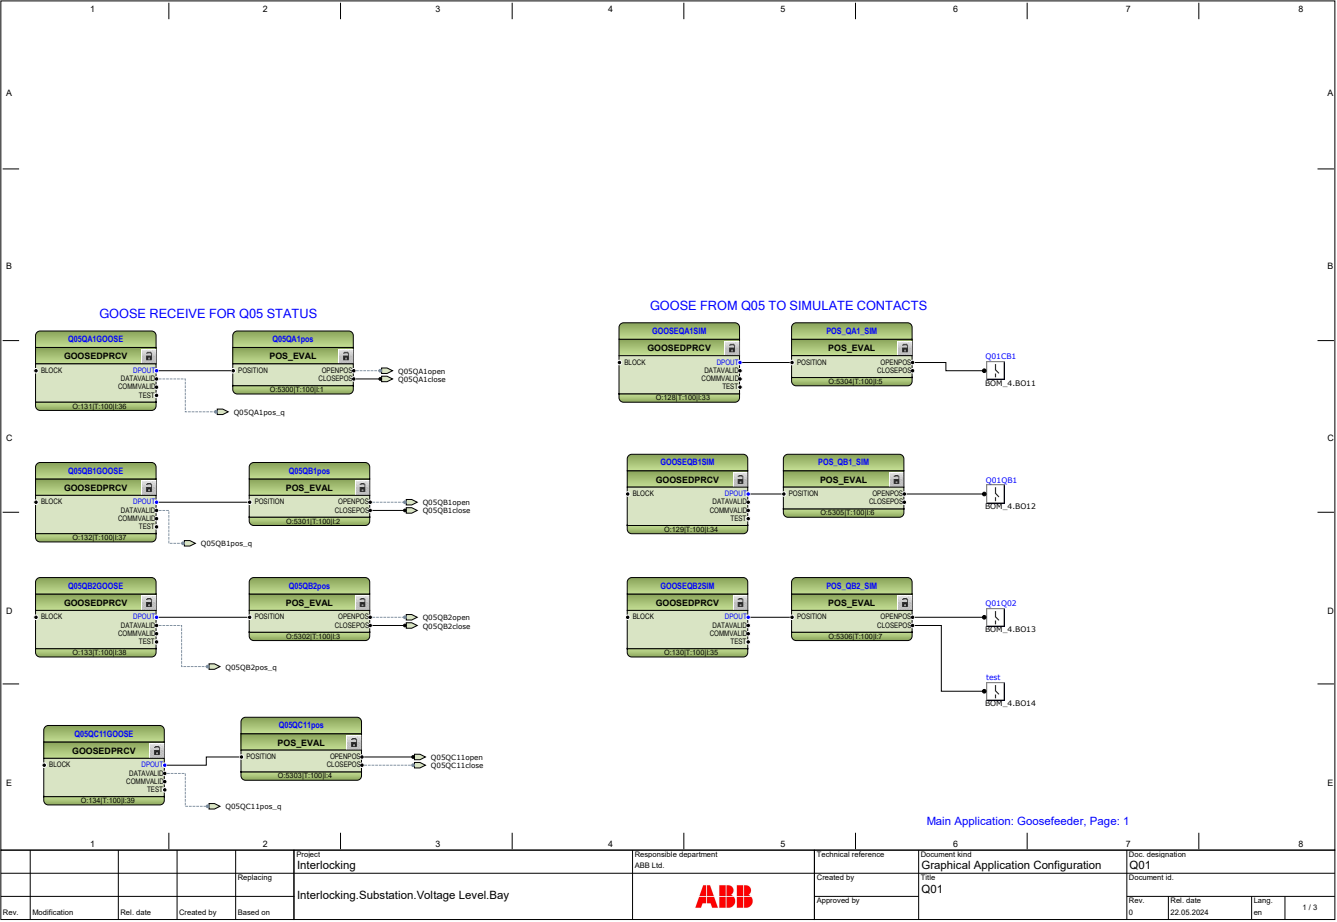 1 2 3 4 5 6 7 8
A A
B B
GOOSE RECEIVE FOR Q05 STATUS
GOOSE FROM Q05 TO SIMULATE CONTACTS
Q05QA1GOOSE
GOOSEDPRCV
BLOCK DPOUT
DATAVALID
COMMVALID
TEST
O:131|T:100|I:36
Q05QA1pos
POS_EVAL
POSITION OPENPOS
CLOSEPOS
O:5300|T:100|I:1
Q05QA1open
Q05QA1close
Q05QA1pos_q
GOOSEQA1SIM
GOOSEDPRCV
BLOCK DPOUT
DATAVALID
COMMVALID
TEST
O:128|T:100|I:33
POS_QA1_SIM
POS_EVAL
POSITION OPENPOS
CLOSEPOS
O:5304|T:100|I:5
Q01CB1
BOM_4.BO11
C C
Q05QB1GOOSE
GOOSEDPRCV
BLOCK DPOUT
DATAVALID
COMMVALID
TEST
O:132|T:100|I:37
Q05QB1pos
POS_EVAL
POSITION OPENPOS
CLOSEPOS
O:5301|T:100|I:2
Q05QB1open
Q05QB1close
Q05QB1pos_q
GOOSEQB1SIM
GOOSEDPRCV
BLOCK DPOUT
DATAVALID
COMMVALID
TEST
O:129|T:100|I:34
POS_QB1_SIM
POS_EVAL
POSITION OPENPOS
CLOSEPOS
O:5305|T:100|I:6
Q01QB1
BOM_4.BO12
D D
Q05QB2GOOSE
GOOSEDPRCV
BLOCK DPOUT
DATAVALID
COMMVALID
TEST
O:133|T:100|I:38
Q05QB2pos
POS_EVAL
POSITION OPENPOS
CLOSEPOS
O:5302|T:100|I:3
Q05QB2open
Q05QB2close
Q05QB2pos_q
GOOSEQB2SIM
GOOSEDPRCV
BLOCK DPOUT
DATAVALID
COMMVALID
TEST
O:130|T:100|I:35
POS_QB2_SIM
POS_EVAL
POSITION OPENPOS
CLOSEPOS
O:5306|T:100|I:7
Q01Q02
BOM_4.BO13
test
BOM_4.BO14
E E
Q05QC11GOOSE
GOOSEDPRCV
BLOCK DPOUT
DATAVALID
COMMVALID
TEST
O:134|T:100|I:39
Q05QC11pos
POS_EVAL
POSITION OPENPOS
CLOSEPOS
O:5303|T:100|I:4
Q05QC11open
Q05QC11close
Q05QC11pos_q
Main Application: Goosefeeder, Page: 1
1 2 3 4 5 6 7 8
Project
Interlocking
Responsible department
ABB Ltd.
Technical reference
Document kind
Graphical Application Configuration
Doc. designation
Q01
Replacing
Interlocking.Substation.Voltage Level.Bay
ABB
Created by
Title
Q01
Document id.
Approved by
Rev. Modification Rel. date Created by Based on
Rev.
0
Rel. date
22.05.2024
Lang.
en
1 / 3